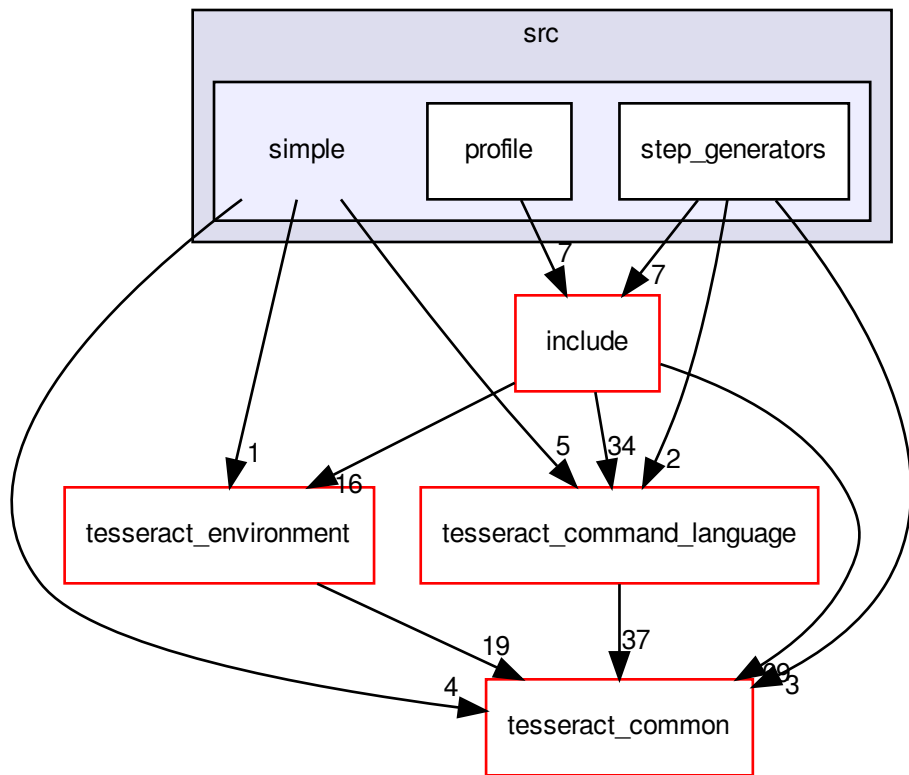 src
simple
profile
step_generators
7
7
include
1
16
5
34
2
tesseract_environment
tesseract_command_language
19
37
4
3
tesseract_common